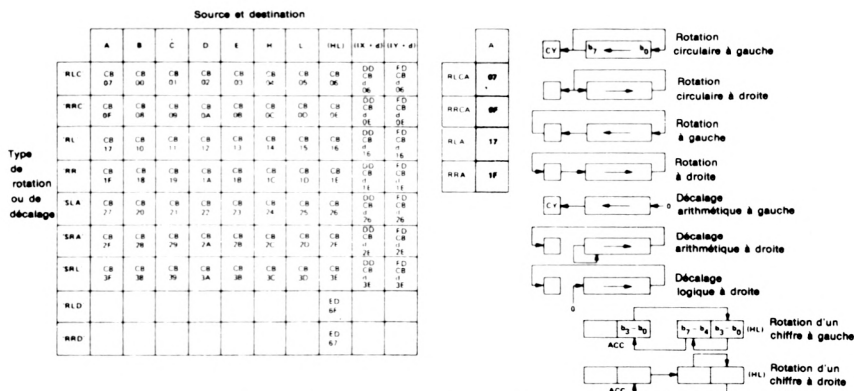 Source et destination
A B C D E H L (HL) (IX + d) (IY + d)
RLC CB 07 CB 00 CB 01 CB 02 CB 03 CB 04 CB 05 CB 06 DD CB d 06 FD CB d 06
RRC CB 0F CB 08 CB 09 CB 0A CB 0B CB 0C CB 0D CB 0E DD CB d 0E FD CB d 0E
RL CB 17 CB 10 CB 11 CB 12 CB 13 CB 14 CB 15 CB 16 DD CB d 16 FD CB d 16
RR CB 1F CB 18 CB 19 CB 1A CB 1B CB 1C CB 1D CB 1E DD CB d 1E FD CB d 1E
SLA CB 27 CB 20 CB 21 CB 22 CB 23 CB 24 CB 25 CB 26 DD CB d 26 FD CB d 26
SRA CB 2F CB 28 CB 29 CB 2A CB 2B CB 2C CB 2D CB 2E DD CB d 2E FD CB d 2E
SRL CB 3F CB 38 CB 39 CB 3A CB 3B CB 3C CB 3D CB 3E DD CB d 3E FD CB d 3E
RLD ED 6F
RRD ED 67
Type
de
rotation
ou de
décalage
A
RLCA 07
RRCA 0F
RLA 17
RRA 1F
CY b7 b0
Rotation
circulaire à gauche
Rotation
circulaire à droite
Rotation
à gauche
Rotation
à droite
CY 0
Décalage
arithmétique à gauche
Décalage
arithmétique à droite
Décalage
logique à droite
0
b3-b0 b7-b4 b3-b0 (HL)
ACC
Rotation d'un
chiffre à gauche
(HL)
ACC
Rotation d'un
chiffre à droite